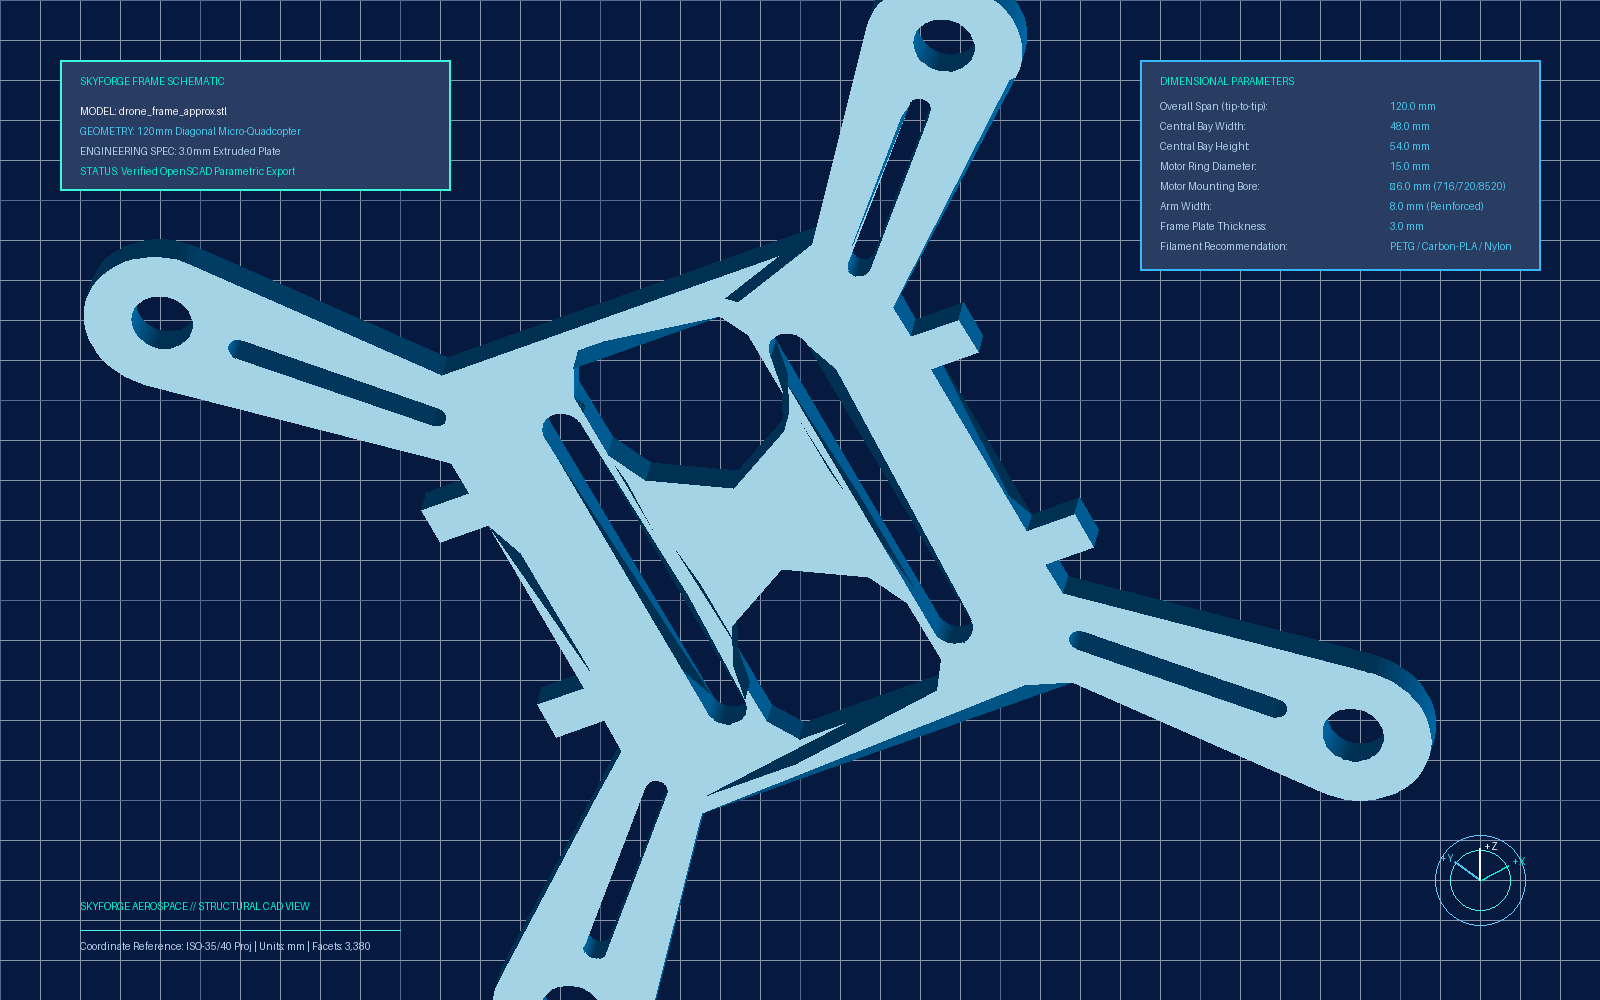 SKYFORGE FRAME SCHEMATIC
MODEL: drone_frame_approx.stl
GEOMETRY: 120mm Diagonal Micro-Quadcopter
ENGINEERING SPEC: 3.0mm Extruded Plate
STATUS: Verified OpenSCAD Parametric Export
DIMENSIONAL PARAMETERS
Overall Span (tip-to-tip): 120.0 mm
Central Bay Width: 48.0 mm
Central Bay Height: 54.0 mm
Motor Ring Diameter: 15.0 mm
Motor Mounting Bore: 6.0 mm (716/720/8520)
Arm Width: 8.0 mm (Reinforced)
Frame Plate Thickness: 3.0 mm
Filament Recommendation: PETG / Carbon-PLA / Nylon
+Z
+Y +X
SKYFORGE AEROSPACE // STRUCTURAL CAD VIEW
Coordinate Reference: ISO-35/40 Proj | Units: mm | Facets: 3,380